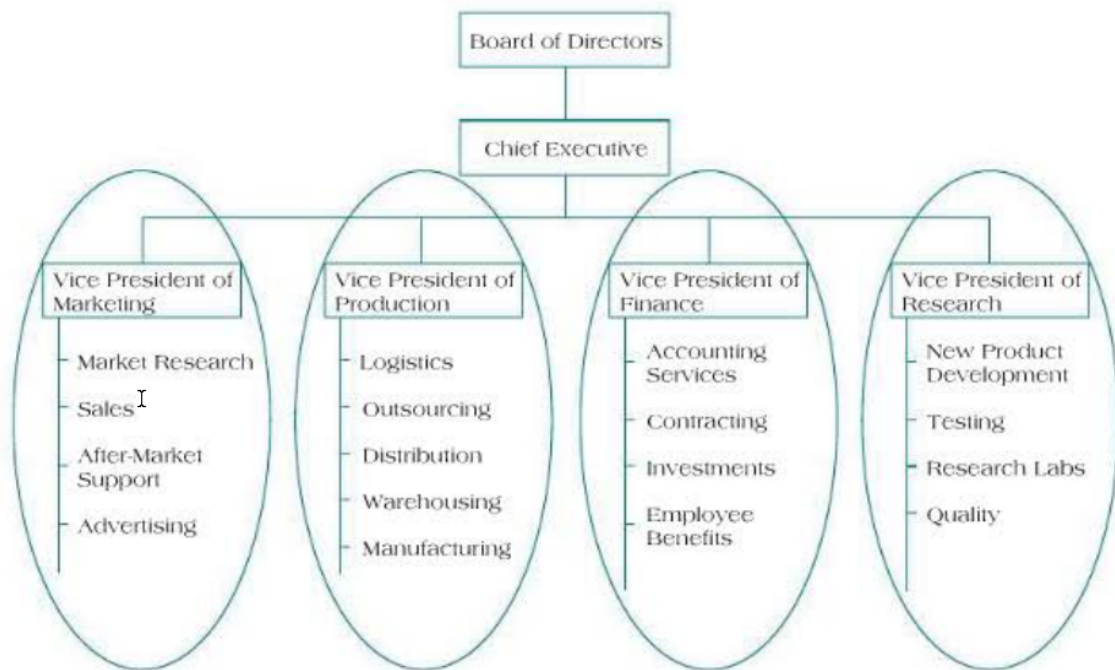 Board of Directors
Chief Executive
Vice President of
Marketing
Market Research
Sales
After-Market
Support
Advertising
Vice President of
Production
Logistics
Outsourcing
Distribution
Warehousing
Manufacturing
Vice President of
Finance
Accounting
Services
Contracting
Investments
Employee
Benefits
Vice President of
Research
New Product
Development
Testing
Research Labs
Quality